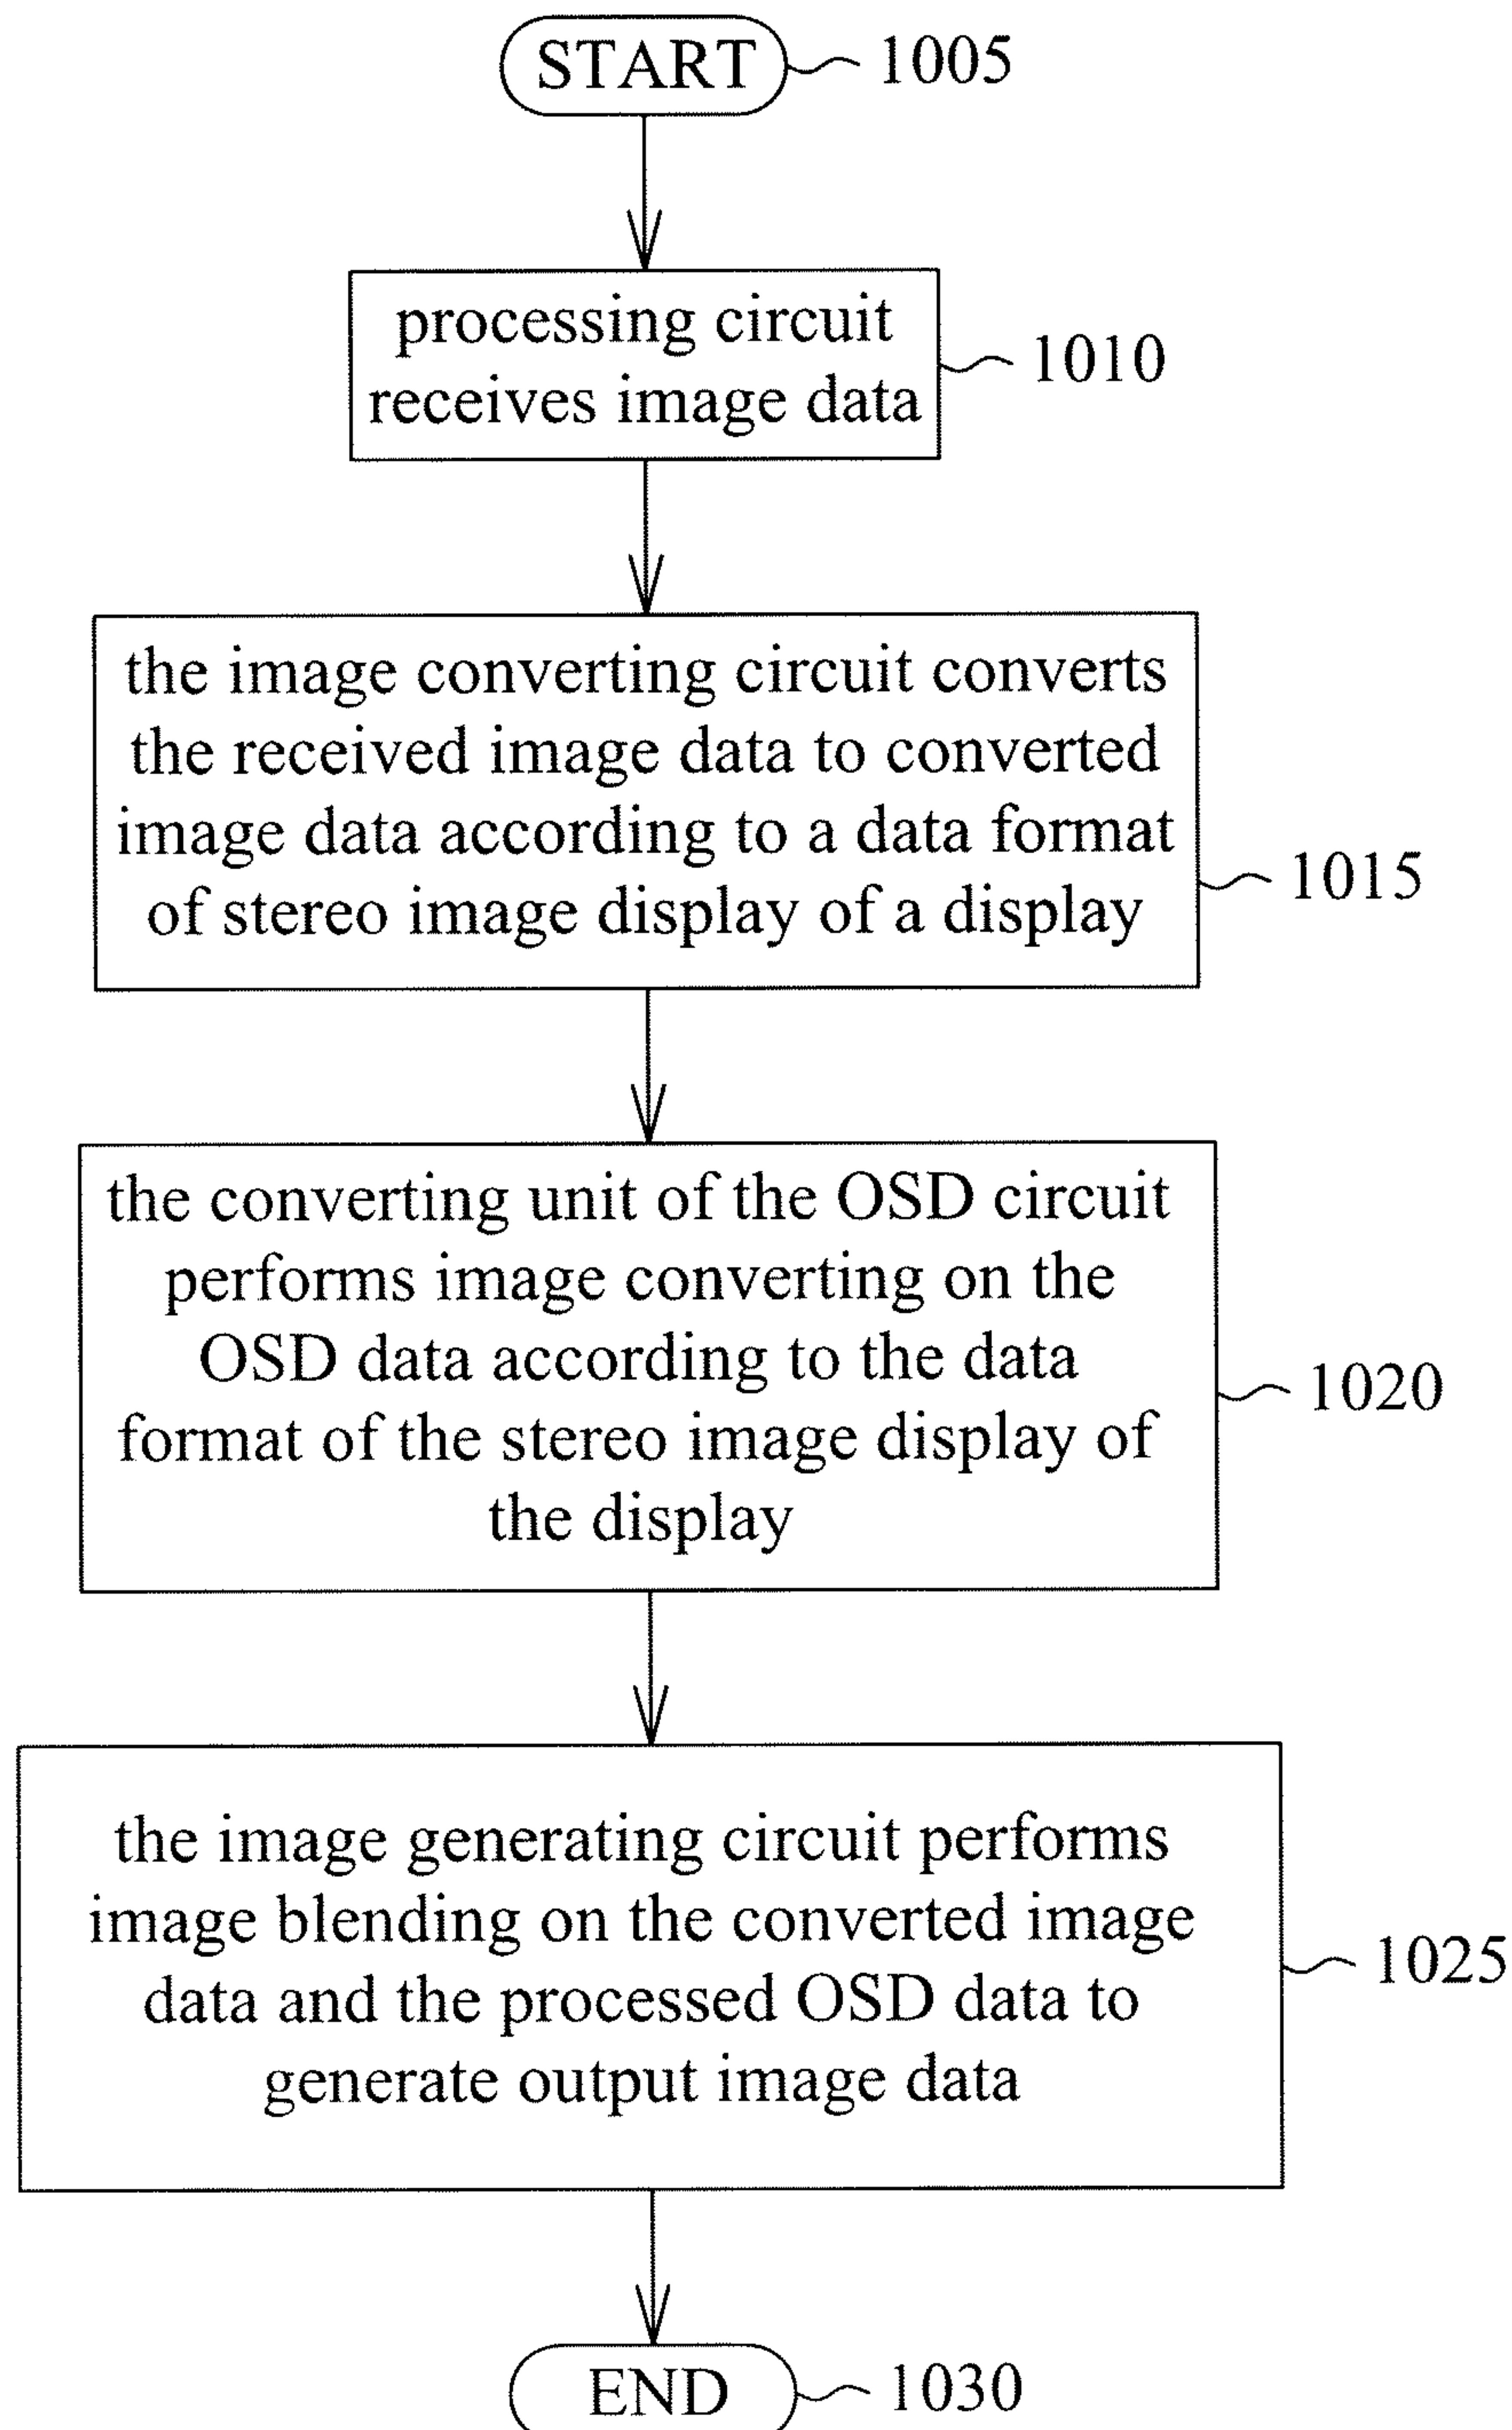 START
1005
processing circuit
receives image data
1010
the image converting circuit converts
the received image data to converted
image data according to a data format
of stereo image display of a display
1015
the converting unit of the OSD circuit
performs image converting on the
OSD data according to the data
format of the stereo image display of
the display
1020
the image generating circuit performs
image blending on the converted image
data and the processed OSD data to
generate output image data
1025
END
1030